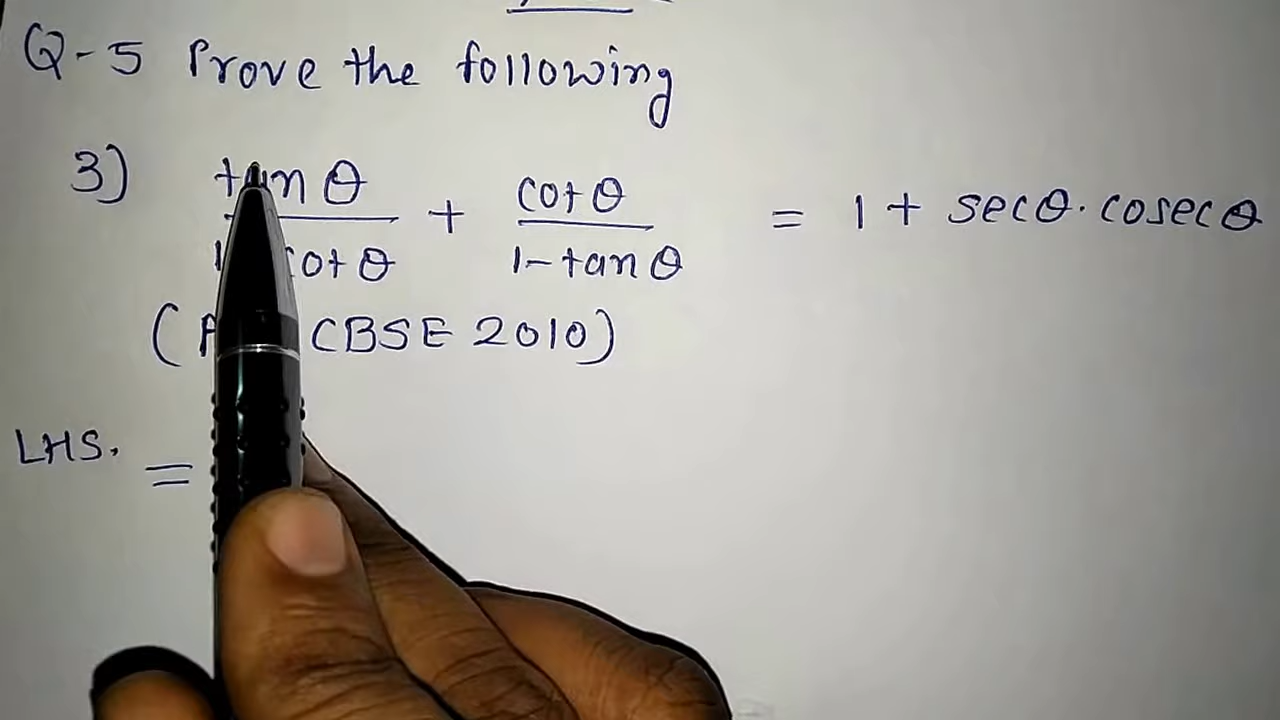 Q-5 Prove the following
3) tan θ / 1 cot θ + cot θ / 1-tan θ = 1 + secθ. cosecθ
( CBSE 2010)
LHS. =